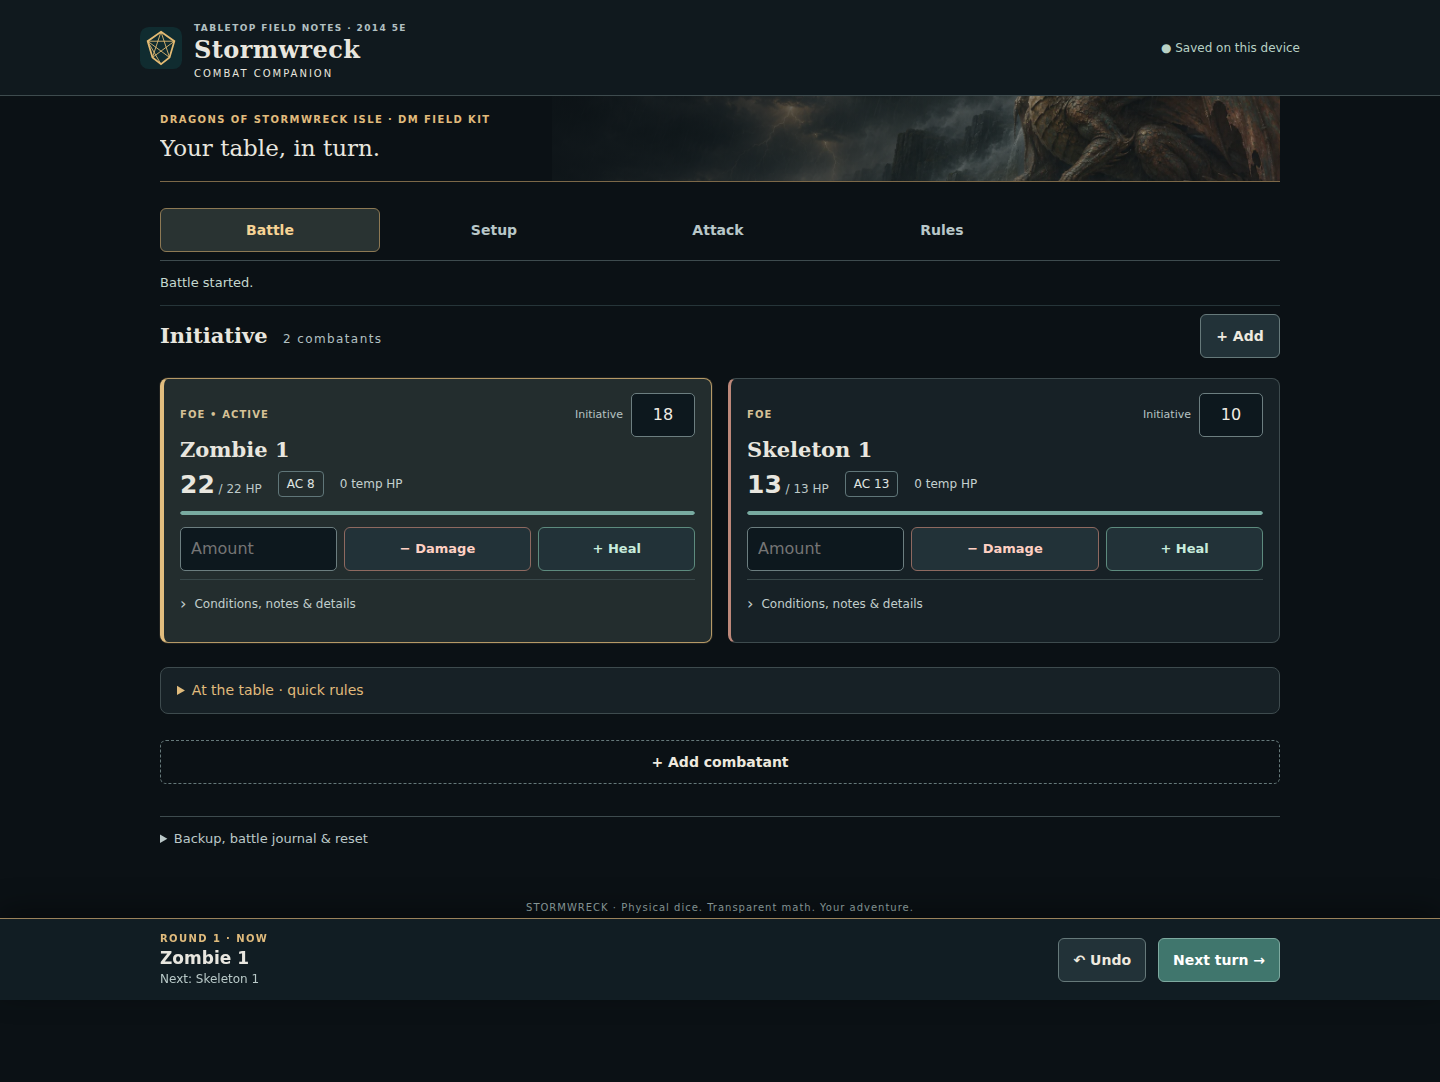 TABLETOP FIELD NOTES · 2014 5E
Stormwreck
COMBAT COMPANION
● Saved on this device
DRAGONS OF STORMWRECK ISLE · DM FIELD KIT
Your table, in turn.
Battle
Setup
Attack
Rules
Battle started.
Initiative 2 combatants
+ Add
FOE • ACTIVE
Initiative 18
Zombie 1
22 / 22 HP AC 8 0 temp HP
Amount − Damage + Heal
› Conditions, notes & details
FOE
Initiative 10
Skeleton 1
13 / 13 HP AC 13 0 temp HP
Amount − Damage + Heal
› Conditions, notes & details
▶ At the table · quick rules
+ Add combatant
▶ Backup, battle journal & reset
STORMWRECK · Physical dice. Transparent math. Your adventure.
ROUND 1 · NOW
Zombie 1
Next: Skeleton 1
↶ Undo
Next turn →